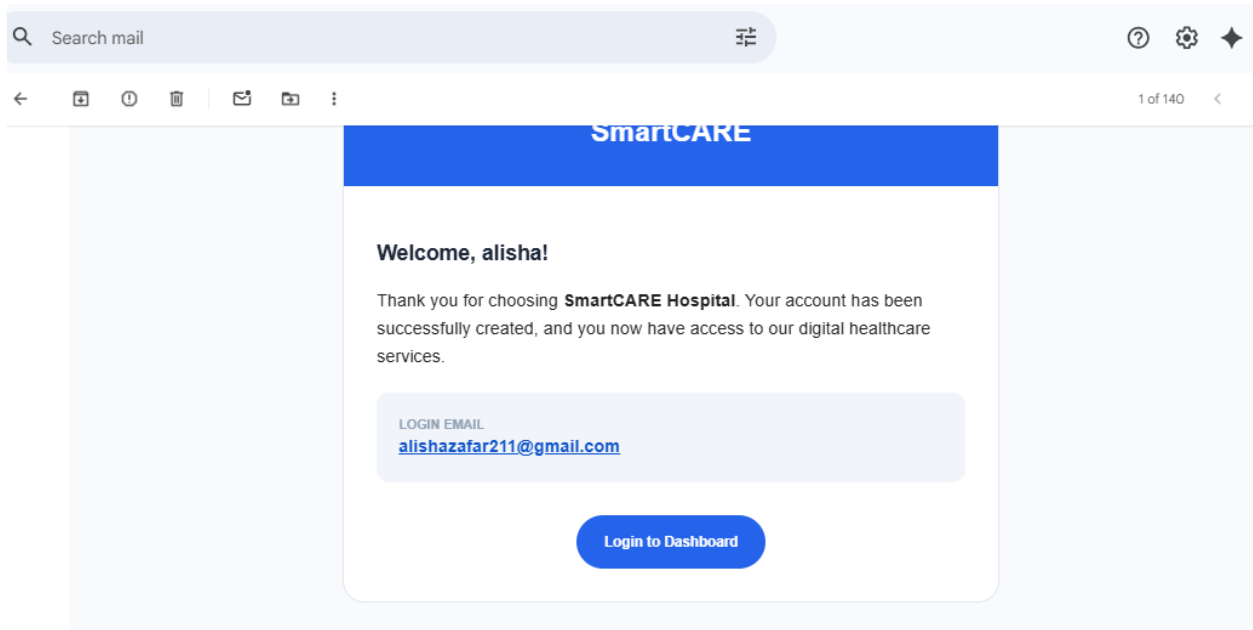 Search mail
1 of 140
SmartCARE
Welcome, alisha!
Thank you for choosing SmartCARE Hospital. Your account has been
successfully created, and you now have access to our digital healthcare
services.
LOGIN EMAIL
alishazafar211@gmail.com
Login to Dashboard